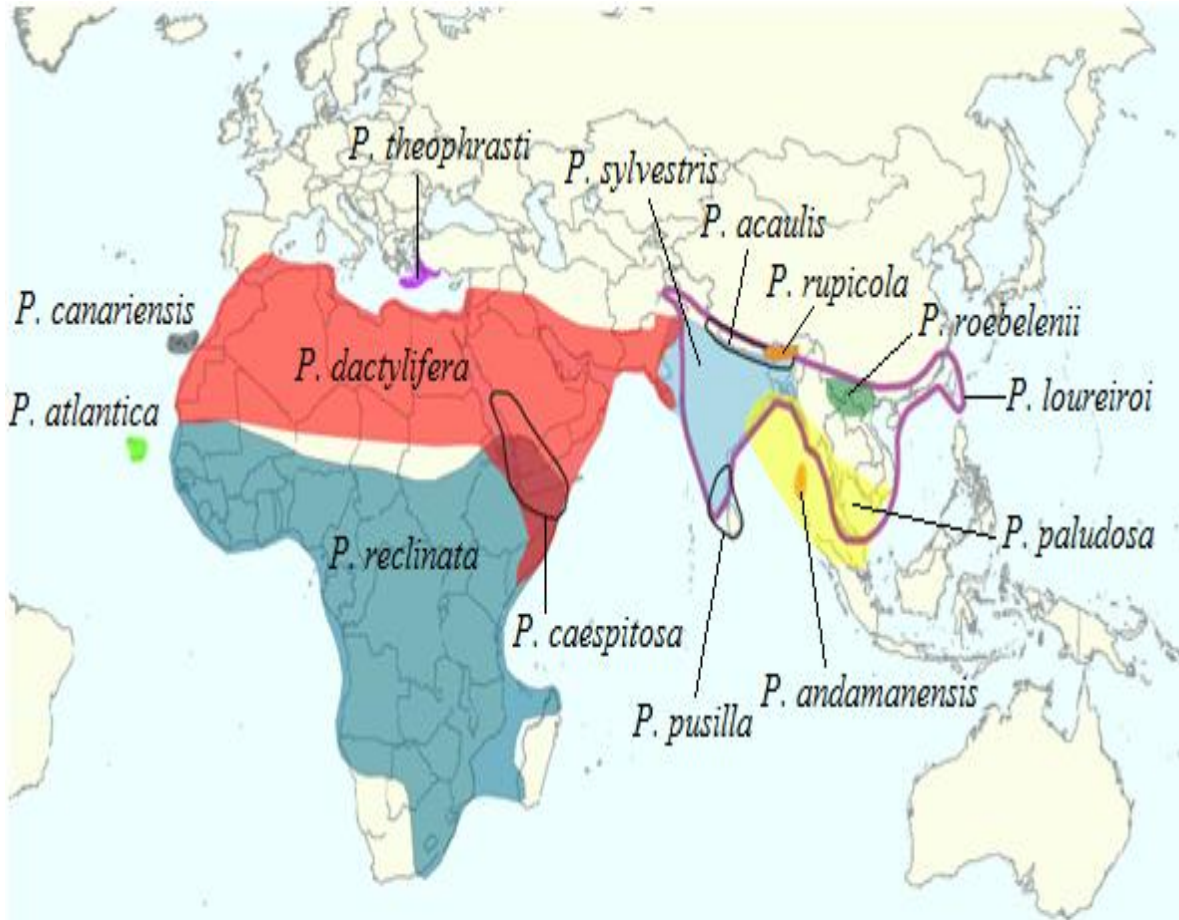 P. theophrasti
P. sylvestris
P. acaulis
P. rupicola
P. canariensis
P. roebelenii
P. dactylifera
P. loureiroi
P. atlantica
P. reclinata
P. paludosa
P. caespitosa
P. andamanensis
P. pusilla